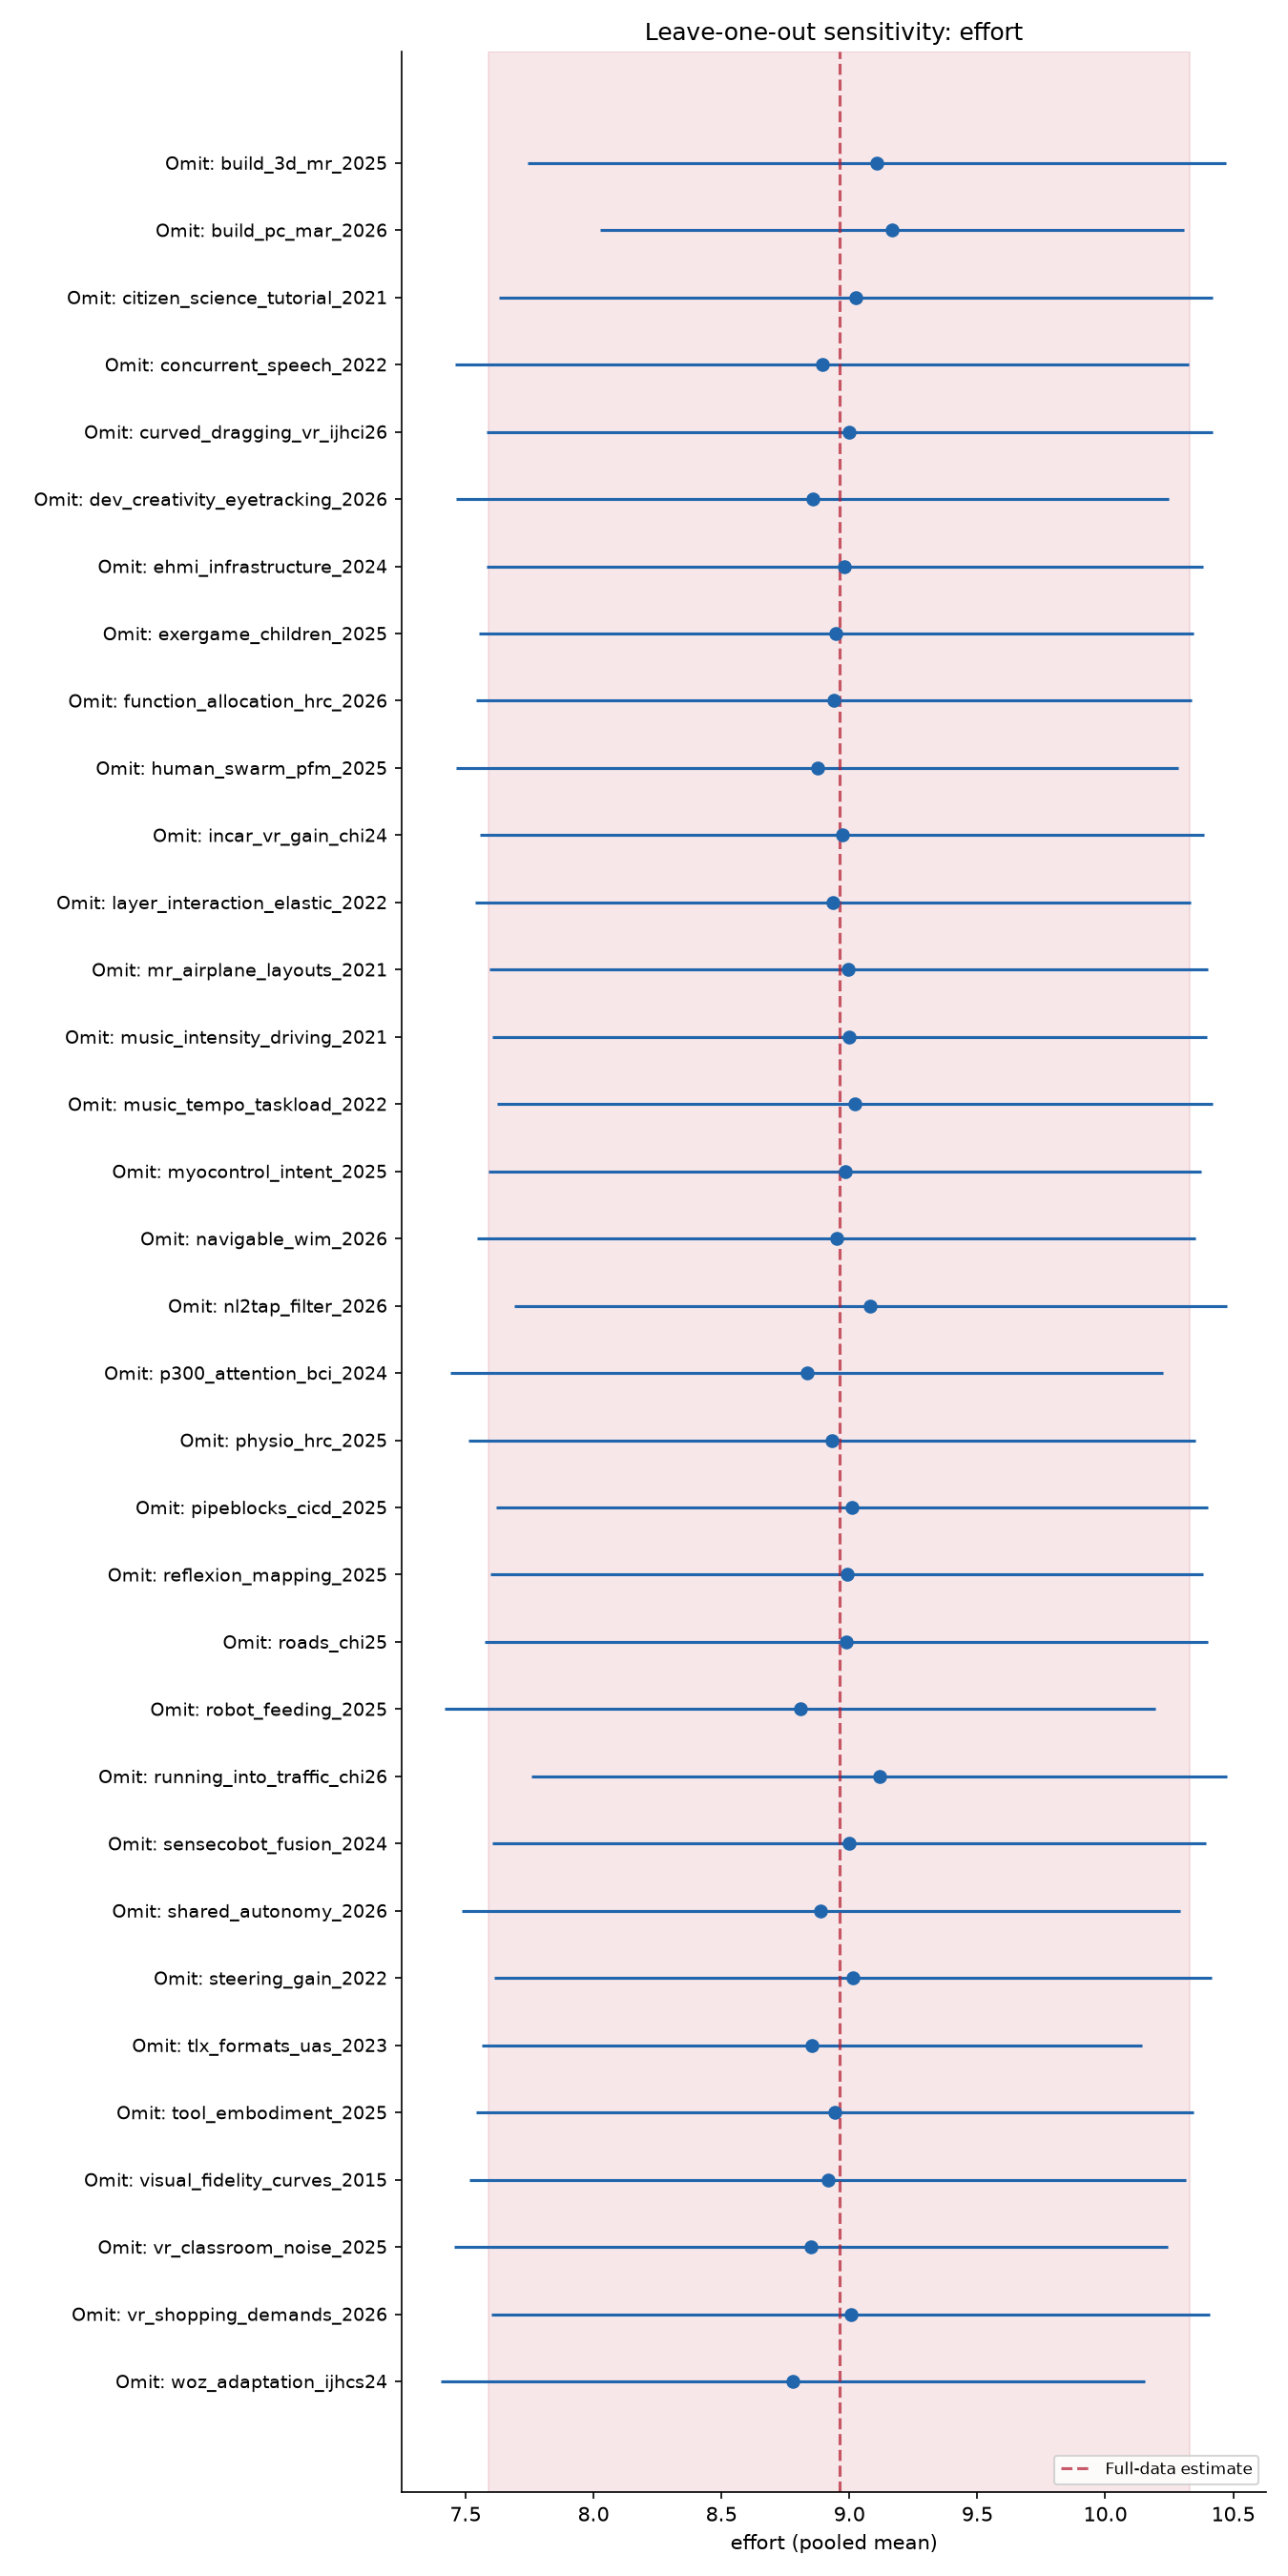 Leave-one-out sensitivity: effort
Omit: build_3d_mr_2025
Omit: build_pc_mar_2026
Omit: citizen_science_tutorial_2021
Omit: concurrent_speech_2022
Omit: curved_dragging_vr_ijhci26
Omit: dev_creativity_eyetracking_2026
Omit: ehmi_infrastructure_2024
Omit: exergame_children_2025
Omit: function_allocation_hrc_2026
Omit: human_swarm_pfm_2025
Omit: incar_vr_gain_chi24
Omit: layer_interaction_elastic_2022
Omit: mr_airplane_layouts_2021
Omit: music_intensity_driving_2021
Omit: music_tempo_taskload_2022
Omit: myocontrol_intent_2025
Omit: navigable_wim_2026
Omit: nl2tap_filter_2026
Omit: p300_attention_bci_2024
Omit: physio_hrc_2025
Omit: pipeblocks_cicd_2025
Omit: reflexion_mapping_2025
Omit: roads_chi25
Omit: robot_feeding_2025
Omit: running_into_traffic_chi26
Omit: sensecobot_fusion_2024
Omit: shared_autonomy_2026
Omit: steering_gain_2022
Omit: tlx_formats_uas_2023
Omit: tool_embodiment_2025
Omit: visual_fidelity_curves_2015
Omit: vr_classroom_noise_2025
Omit: vr_shopping_demands_2026
Omit: woz_adaptation_ijhcs24
Full-data estimate
7.5 8.0 8.5 9.0 9.5 10.0 10.5
effort (pooled mean)